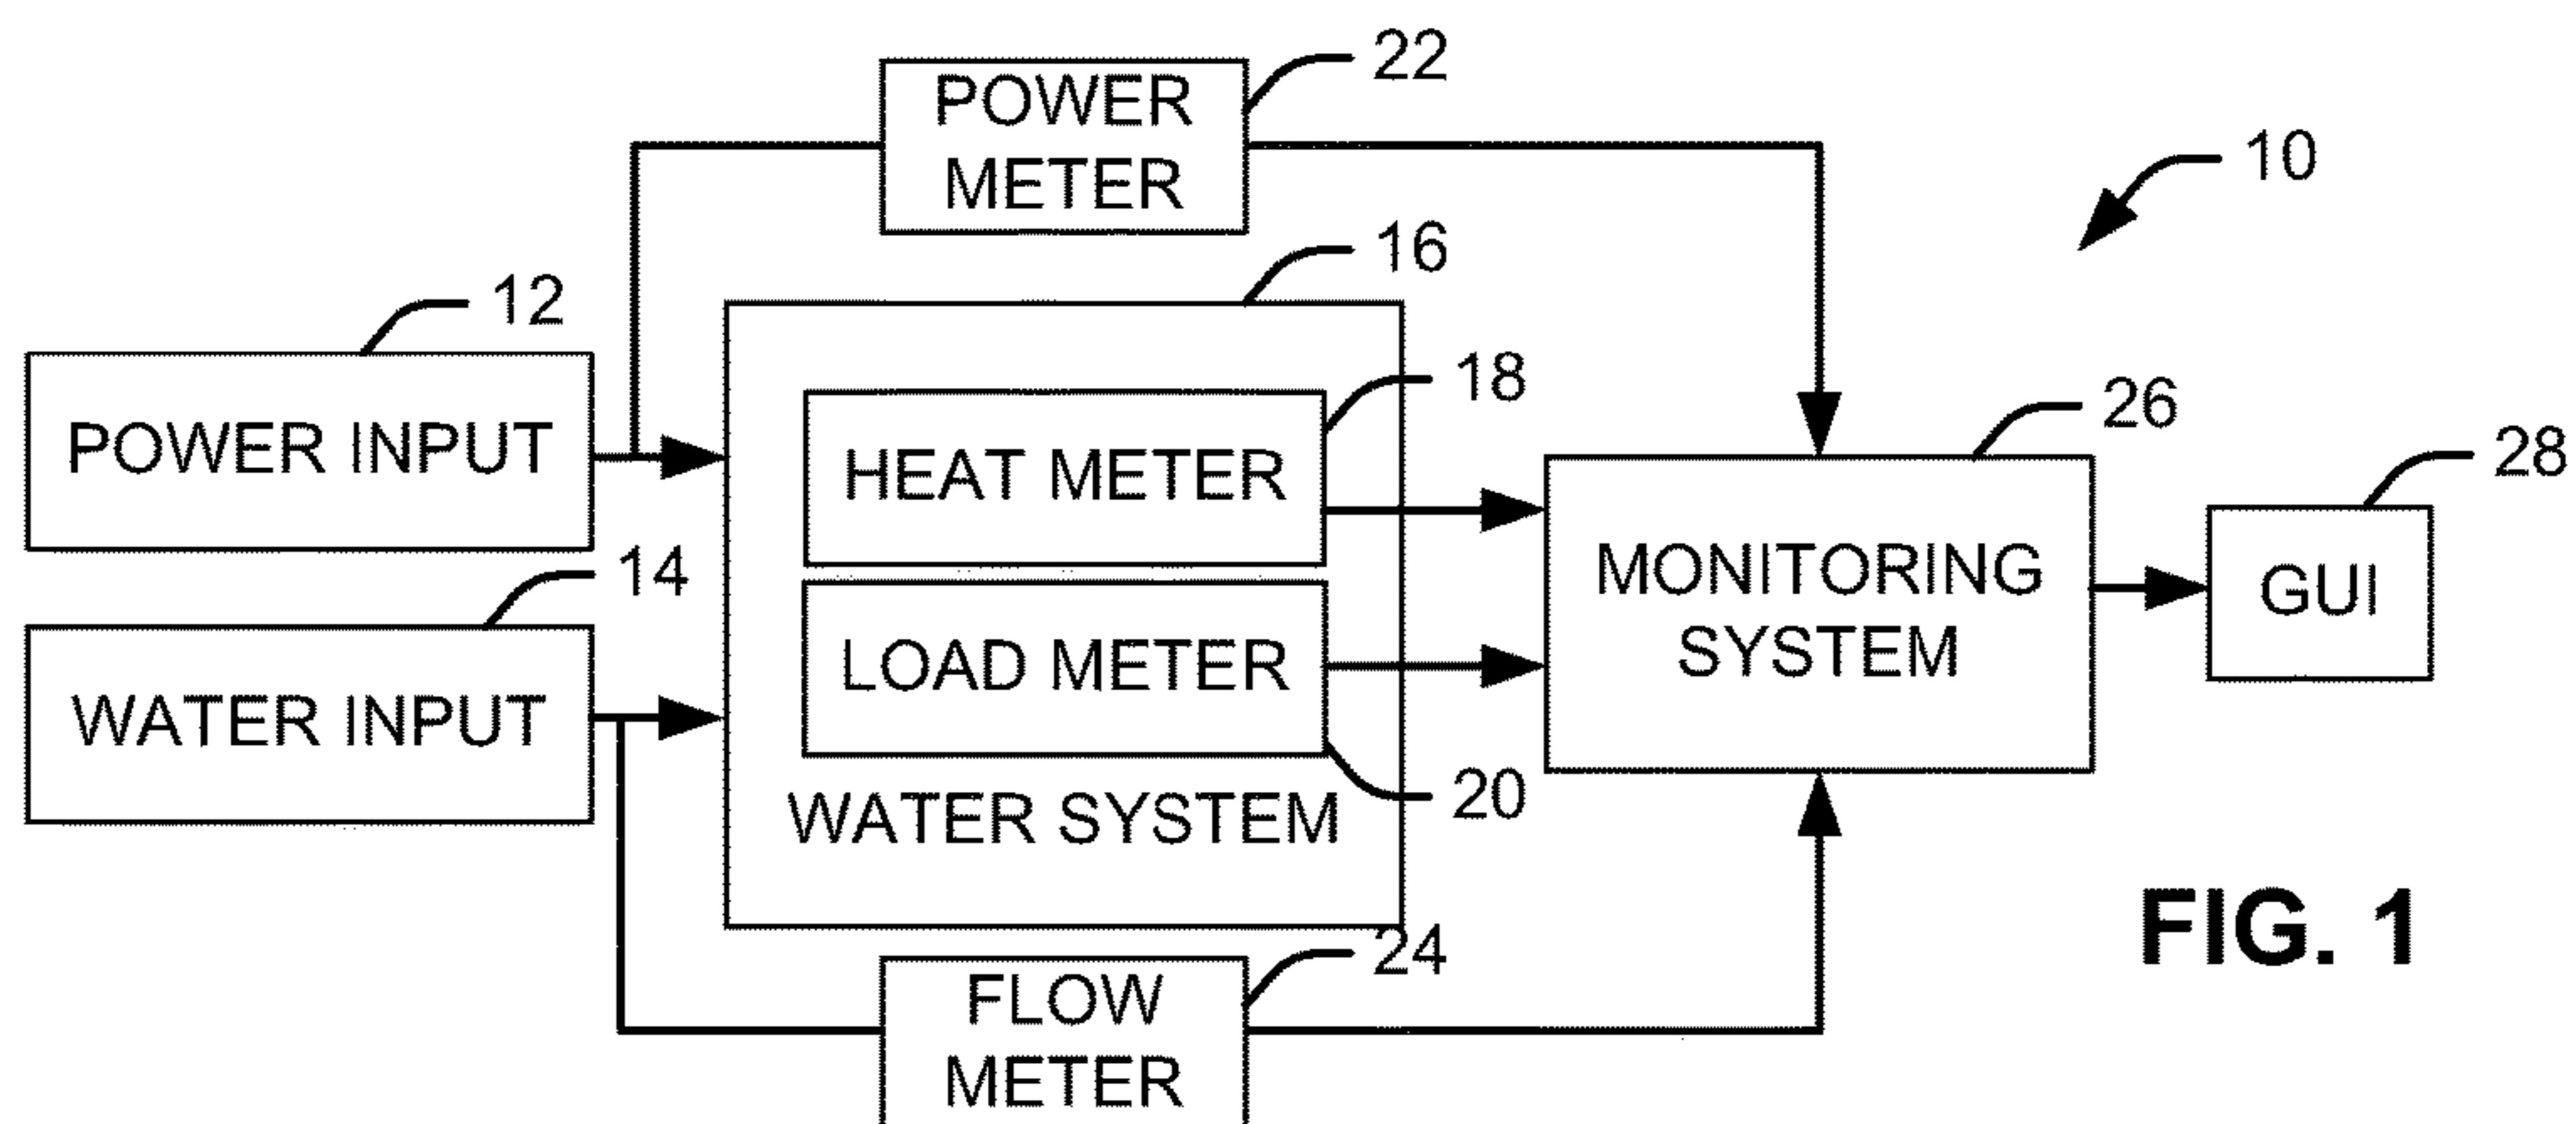 22
POWER
METER
10
16
12
18
POWER INPUT
HEAT METER
26
28
14
MONITORING
SYSTEM
GUI
LOAD METER
WATER INPUT
20
WATER SYSTEM
24
FLOW
METER
FIG. 1